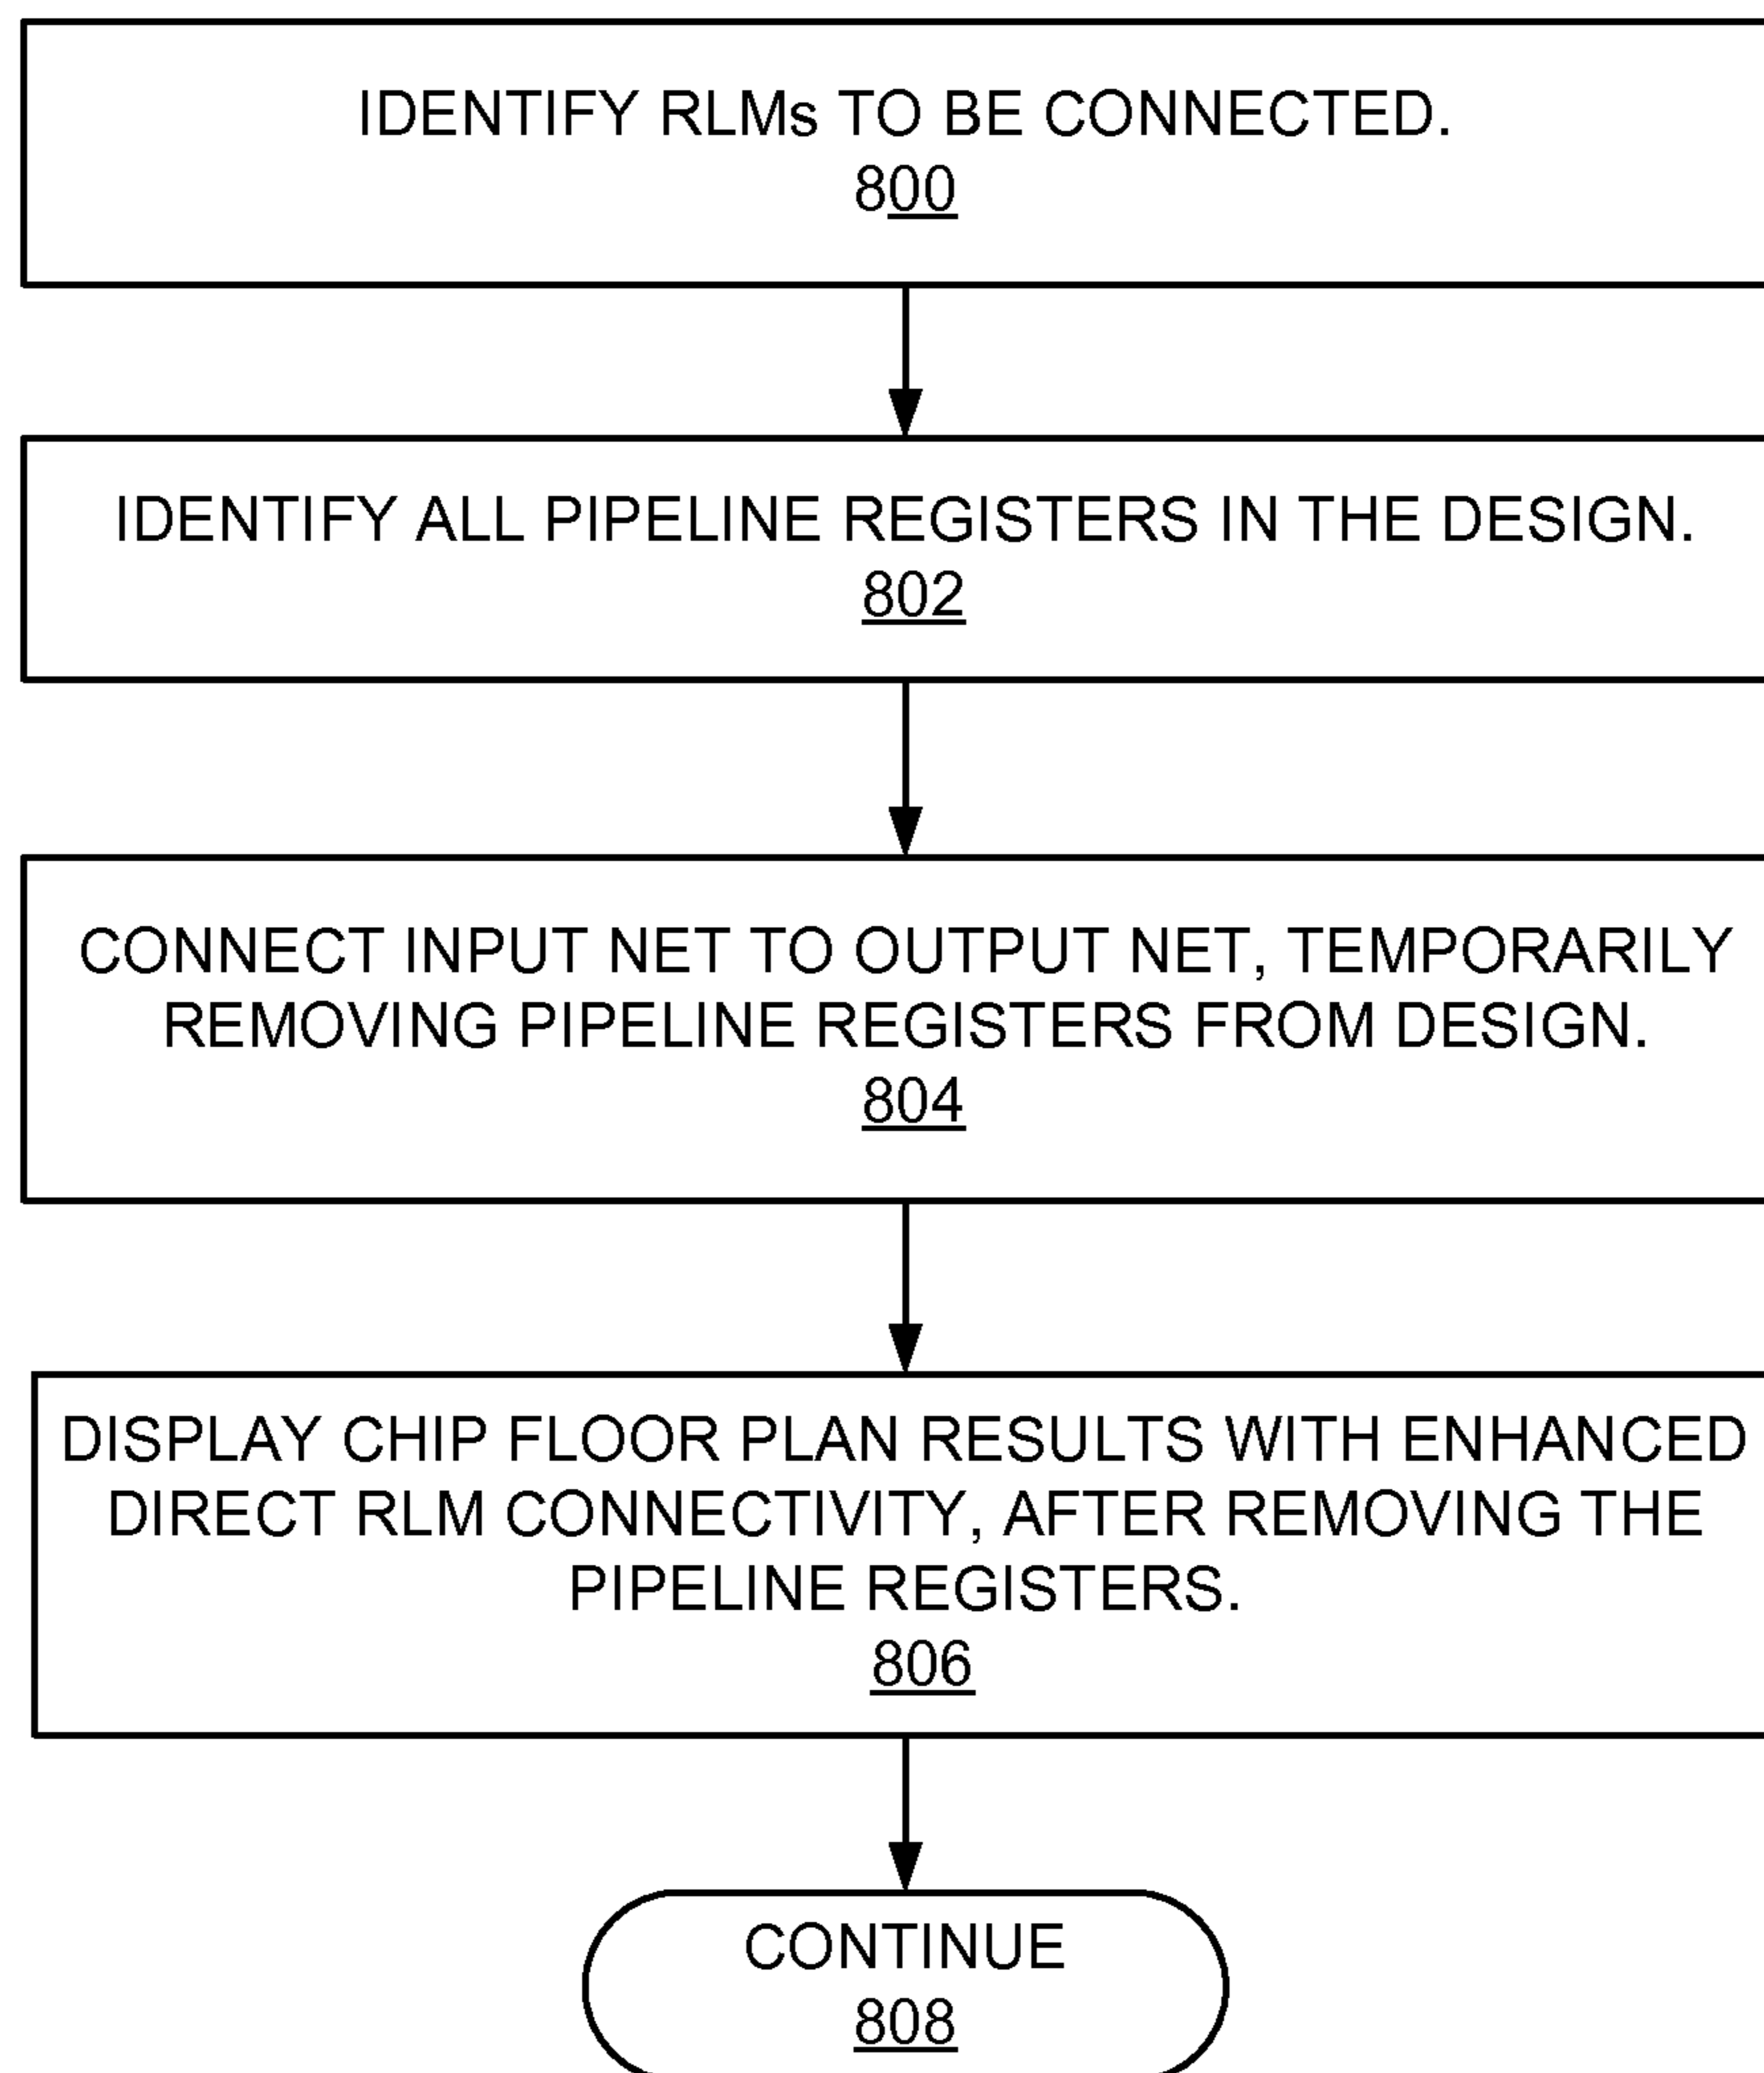 IDENTIFY RLMs TO BE CONNECTED.
800
IDENTIFY ALL PIPELINE REGISTERS IN THE DESIGN.
802
CONNECT INPUT NET TO OUTPUT NET, TEMPORARILY
REMOVING PIPELINE REGISTERS FROM DESIGN.
804
DISPLAY CHIP FLOOR PLAN RESULTS WITH ENHANCED
DIRECT RLM CONNECTIVITY, AFTER REMOVING THE
PIPELINE REGISTERS.
806
CONTINUE
808